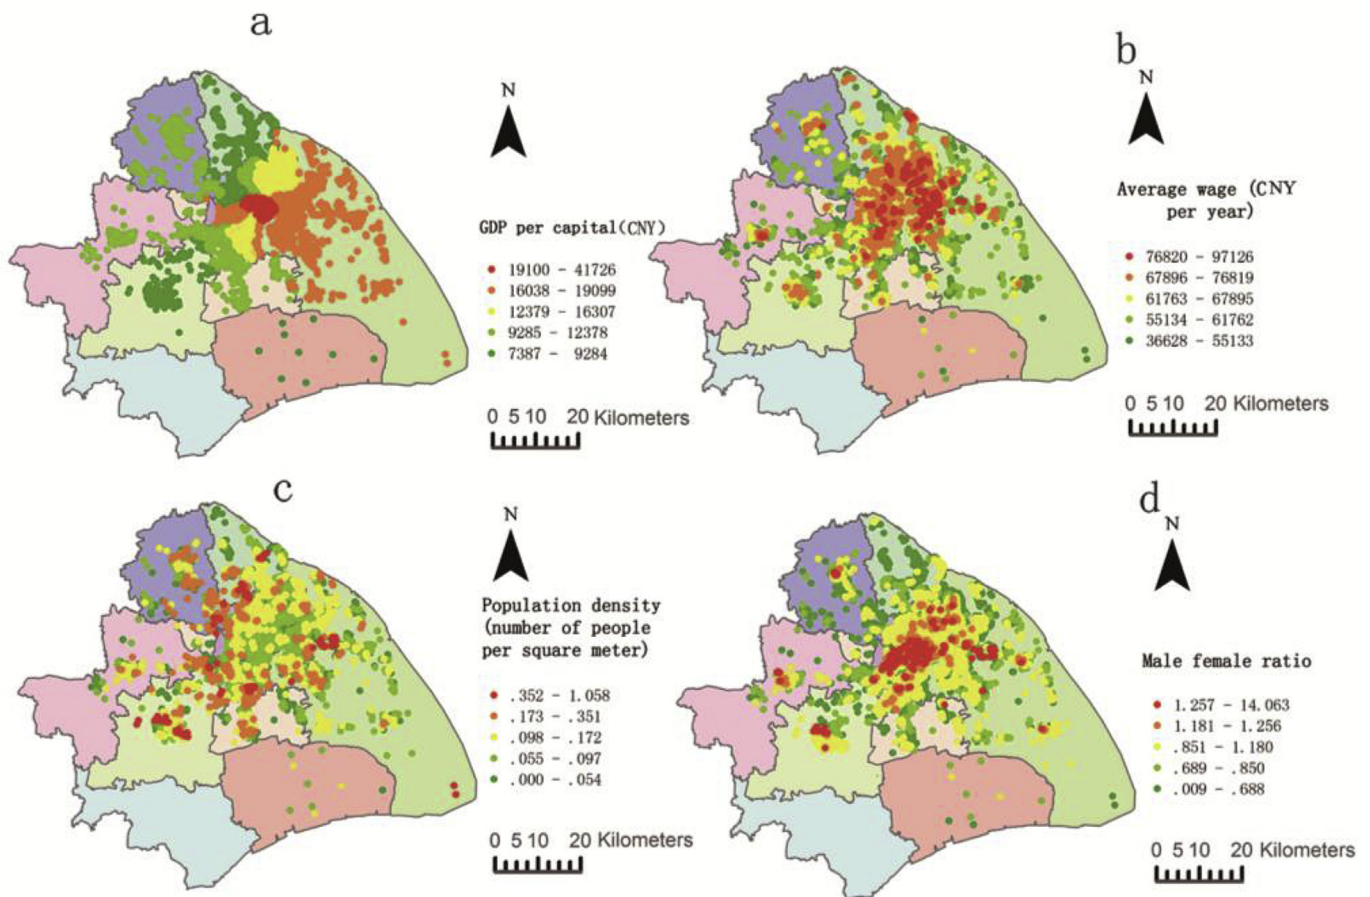 a
N
GDP per capital(CNY)
19100 - 41726
16038 - 19099
12379 - 16307
9285 - 12378
7387 - 9284
0 5 10 20 Kilometers
b
N
Average wage (CNY
per year)
76820 - 97126
67896 - 76819
61763 - 67895
55134 - 61762
36628 - 55133
0 5 10 20 Kilometers
c
N
Population density
(number of people
per square meter)
.352 - 1.058
.173 - .351
.098 - .172
.055 - .097
.000 - .054
0 5 10 20 Kilometers
d
N
Male female ratio
1.257 - 14.063
1.181 - 1.256
.851 - 1.180
.689 - .850
.009 - .688
0 5 10 20 Kilometers